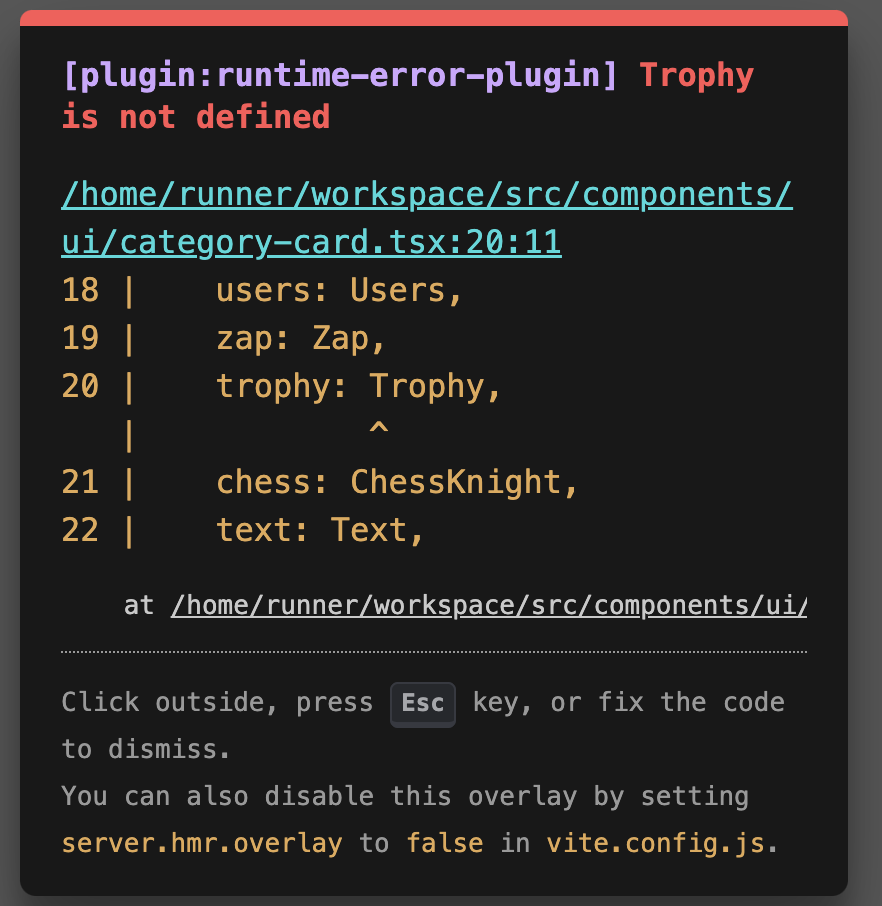 [plugin:runtime-error-plugin] Trophy
is not defined
/home/runner/workspace/src/components/
ui/category-card.tsx:20:11
18 |    users: Users,
19 |    zap: Zap,
20 |    trophy: Trophy,
   |            ^
21 |    chess: ChessKnight,
22 |    text: Text,
at /home/runner/workspace/src/components/ui/
Click outside, press Esc key, or fix the code
to dismiss.
You can also disable this overlay by setting
server.hmr.overlay to false in vite.config.js.